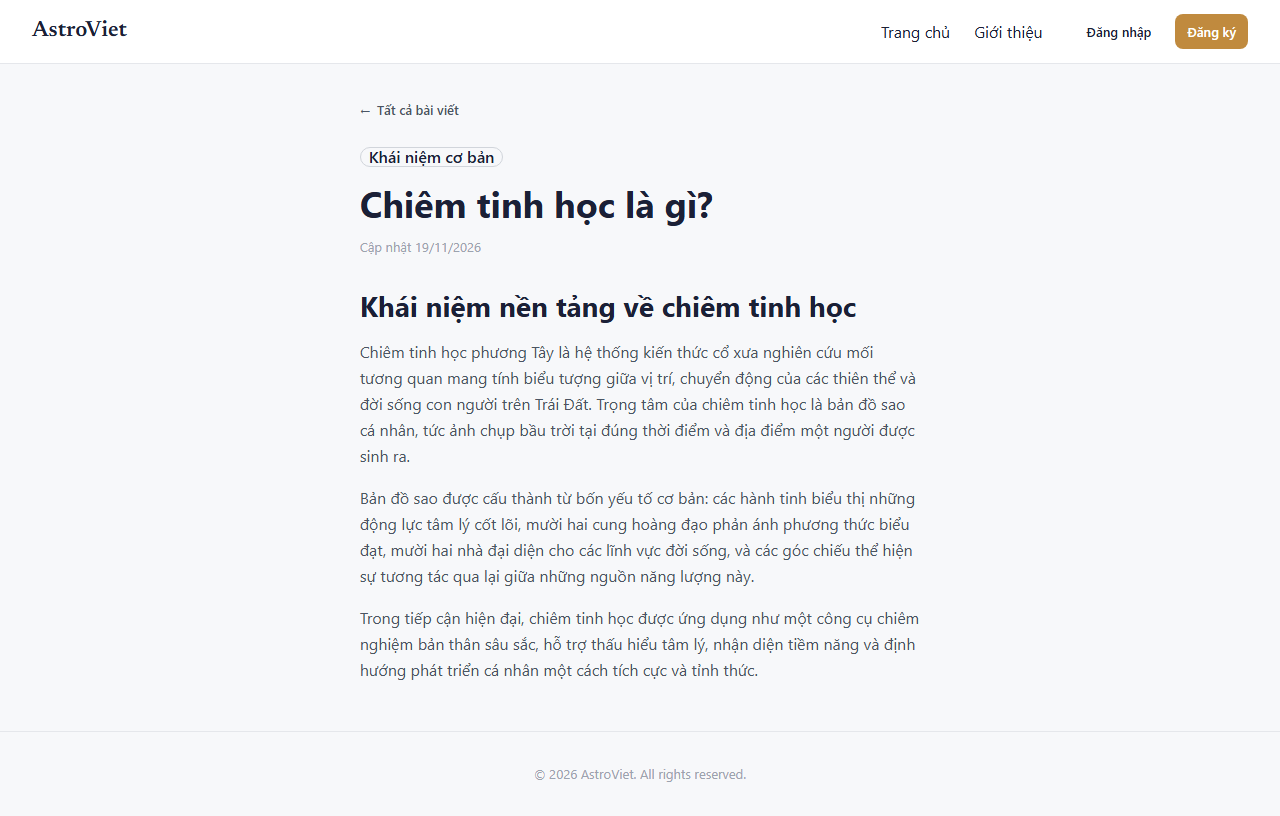 AstroViet
Trang chủ
Giới thiệu
Đăng nhập
Đăng ký
← Tất cả bài viết
Khái niệm cơ bản
Chiêm tinh học là gì?
Cập nhật 19/11/2026
Khái niệm nền tảng về chiêm tinh học
Chiêm tinh học phương Tây là hệ thống kiến thức cổ xưa nghiên cứu mối
tương quan mang tính biểu tượng giữa vị trí, chuyển động của các thiên thể và
đời sống con người trên Trái Đất. Trọng tâm của chiêm tinh học là bản đồ sao
cá nhân, tức ảnh chụp bầu trời tại đúng thời điểm và địa điểm một người được
sinh ra.
Bản đồ sao được cấu thành từ bốn yếu tố cơ bản: các hành tinh biểu thị những
động lực tâm lý cốt lõi, mười hai cung hoàng đạo phản ánh phương thức biểu
đạt, mười hai nhà đại diện cho các lĩnh vực đời sống, và các góc chiếu thể hiện
sự tương tác qua lại giữa những nguồn năng lượng này.
Trong tiếp cận hiện đại, chiêm tinh học được ứng dụng như một công cụ chiêm
nghiệm bản thân sâu sắc, hỗ trợ thấu hiểu tâm lý, nhận diện tiềm năng và định
hướng phát triển cá nhân một cách tích cực và tỉnh thức.
© 2026 AstroViet. All rights reserved.